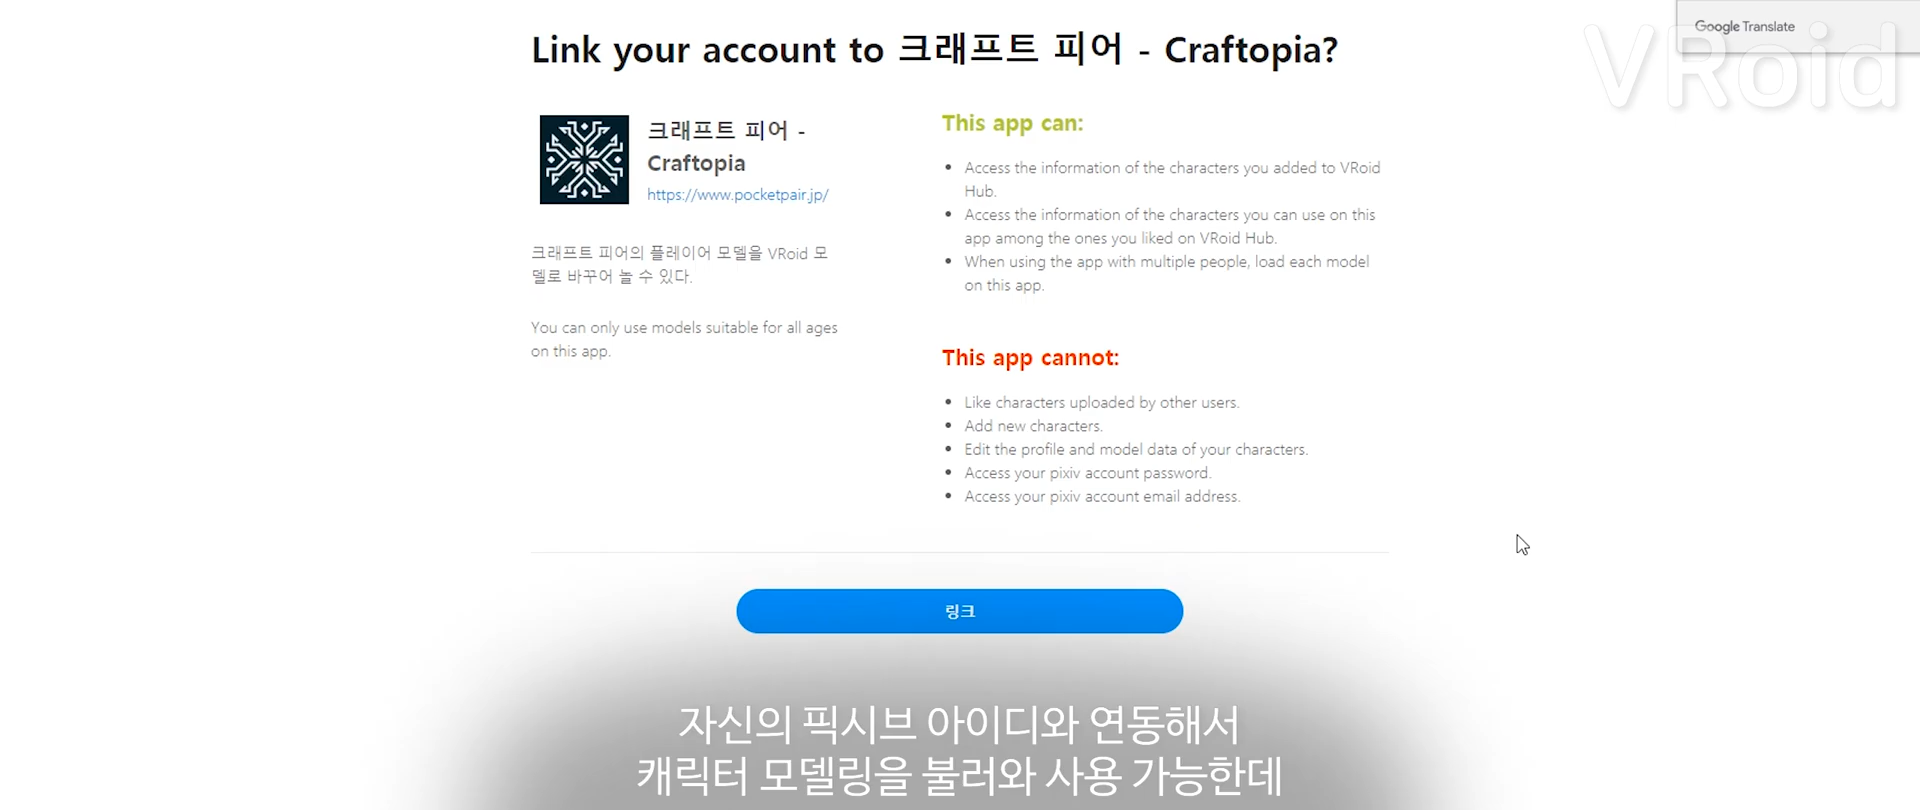 Google Translate
VRoid
Link your account to 크래프트 피어 - Craftopia?
크래프트 피어 -
Craftopia
https://www.pocketpair.jp/
크래프트 피어의 플레이어 모델을 VRoid 모
델로 바꾸어 놀 수 있다.
You can only use models suitable for all ages
on this app.
This app can:
• Access the information of the characters you added to VRoid
Hub.
• Access the information of the characters you can use on this
app among the ones you liked on VRoid Hub.
• When using the app with multiple people, load each model
on this app.
This app cannot:
• Like characters uploaded by other users.
• Add new characters.
• Edit the profile and model data of your characters.
• Access your pixiv account password.
• Access your pixiv account email address.
링크
자신의 픽시브 아이디와 연동해서
캐릭터 모델링을 불러와 사용 가능한데